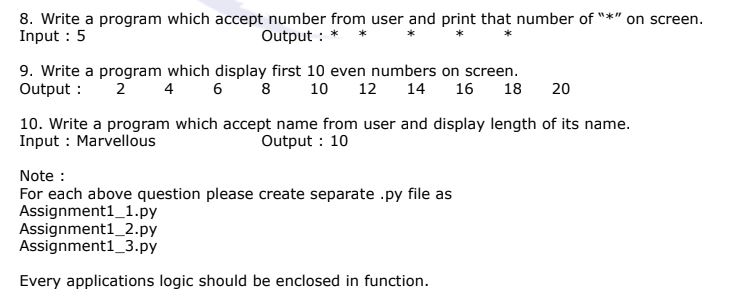 8. Write a program which accept number from user and print that number of “*” on screen.
Input : 5 Output : * * * * *
9. Write a program which display first 10 even numbers on screen.
Output : 2 4 6 8 10 12 14 16 18 20
10. Write a program which accept name from user and display length of its name.
Input : Marvellous Output : 10
Note :
For each above question please create separate .py file as
Assignment1_1.py
Assignment1_2.py
Assignment1_3.py
Every applications logic should be enclosed in function.